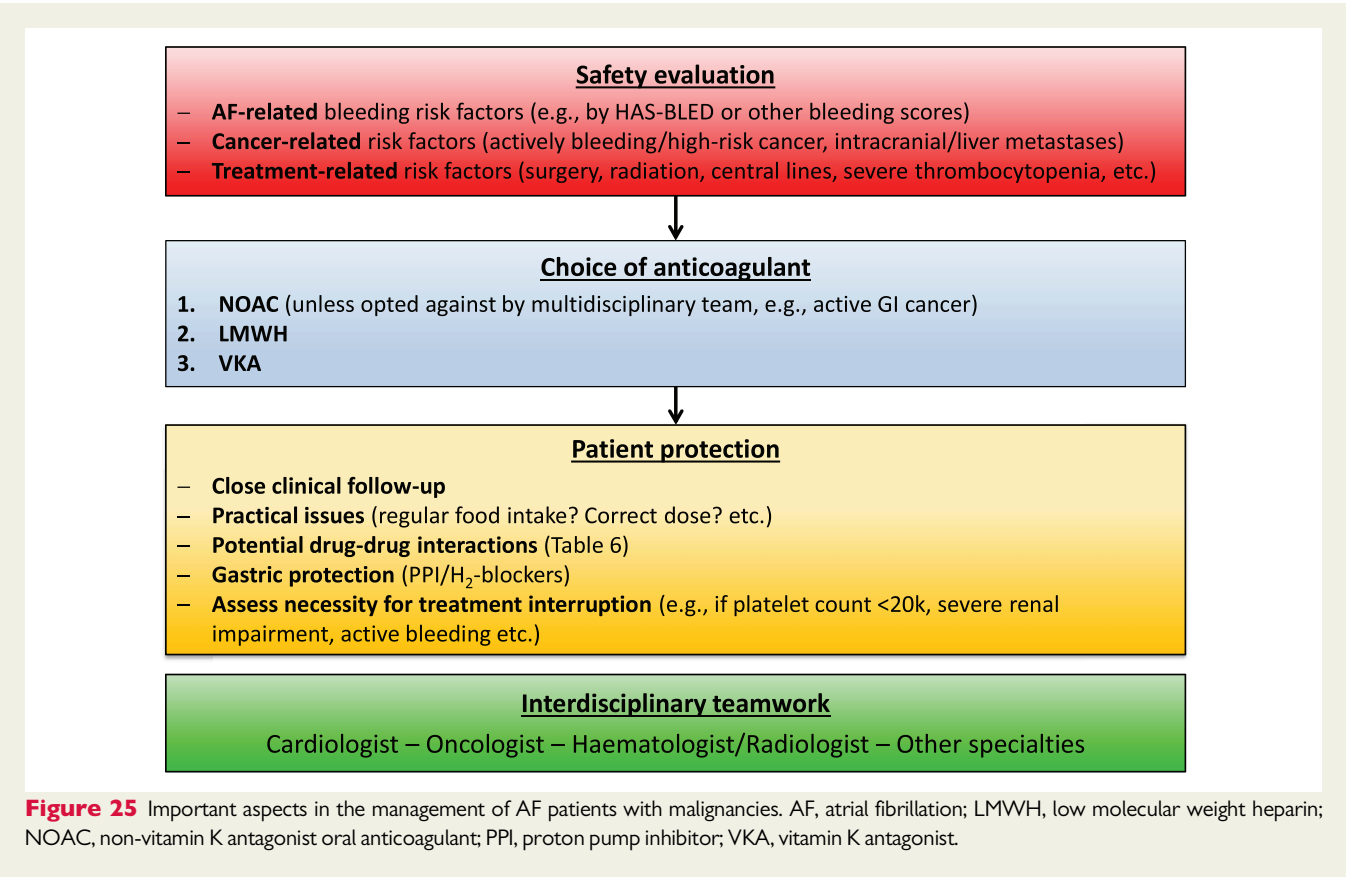 Safety evaluation
– AF-related bleeding risk factors (e.g., by HAS-BLED or other bleeding scores)
– Cancer-related risk factors (actively bleeding/high-risk cancer, intracranial/liver metastases)
– Treatment-related risk factors (surgery, radiation, central lines, severe thrombocytopenia, etc.)
Choice of anticoagulant
1. NOAC (unless opted against by multidisciplinary team, e.g., active GI cancer)
2. LMWH
3. VKA
Patient protection
– Close clinical follow-up
– Practical issues (regular food intake? Correct dose? etc.)
– Potential drug-drug interactions (Table 6)
– Gastric protection (PPI/H2-blockers)
– Assess necessity for treatment interruption (e.g., if platelet count <20k, severe renal
impairment, active bleeding etc.)
Interdisciplinary teamwork
Cardiologist – Oncologist – Haematologist/Radiologist – Other specialties
Figure 25 Important aspects in the management of AF patients with malignancies. AF, atrial fibrillation; LMWH, low molecular weight heparin;
NOAC, non-vitamin K antagonist oral anticoagulant; PPI, proton pump inhibitor; VKA, vitamin K antagonist.